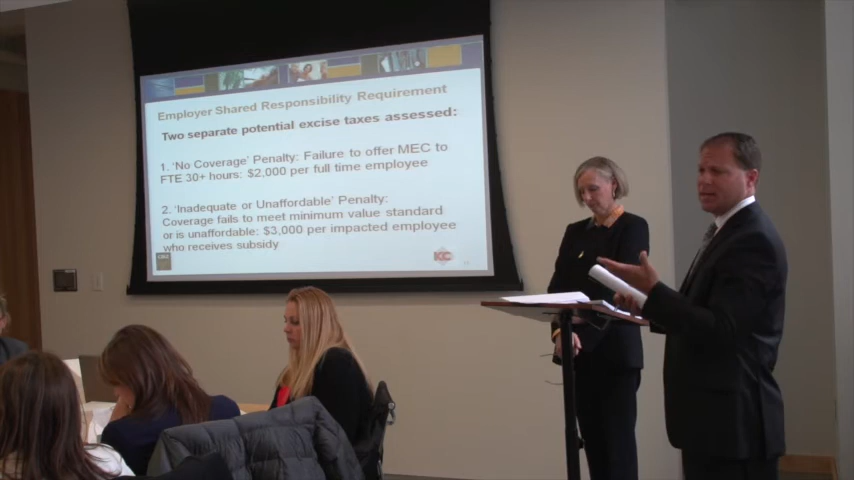 Employer Shared Responsibility Requirement
Two separate potential excise taxes assessed:
1. 'No Coverage' Penalty: Failure to offer MEC to
FTE 30+ hours: $2,000 per full time employee
2. 'Inadequate or Unaffordable' Penalty:
Coverage fails to meet minimum value standard
or is unaffordable: $3,000 per impacted employee
who receives subsidy
KC